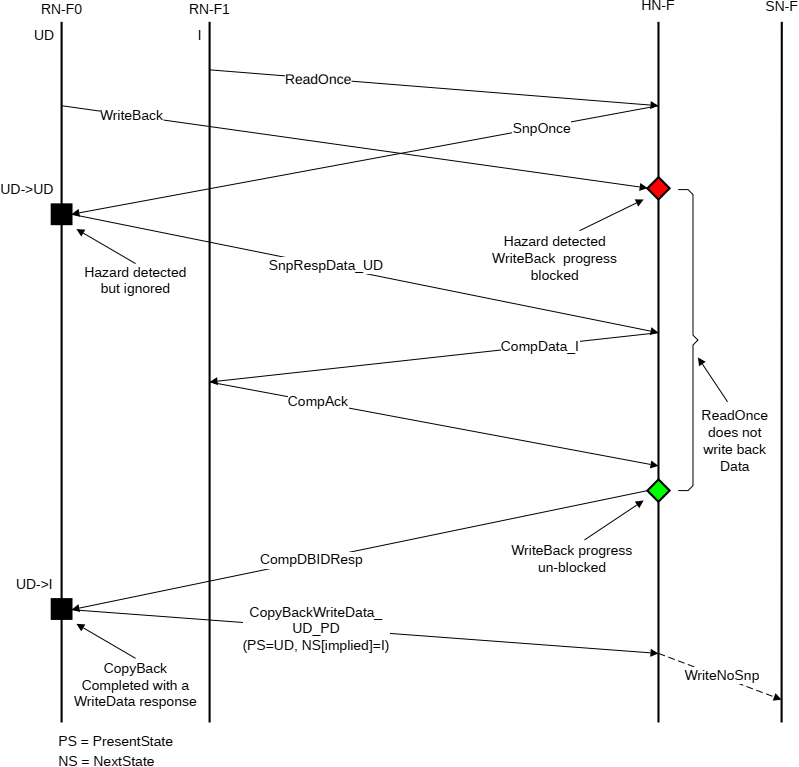 RN-F0
RN-F1
HN-F
SN-F
UD
I
ReadOnce
WriteBack
SnpOnce
UD->UD
Hazard detected
but ignored
Hazard detected
WriteBack progress
blocked
SnpRespData_UD
CompData_I
CompAck
ReadOnce
does not
write back
Data
WriteBack progress
un-blocked
CompDBIDResp
UD->I
CopyBackWriteData_
UD_PD
(PS=UD, NS[implied]=I)
CopyBack
Completed with a
WriteData response
WriteNoSnp
PS = PresentState
NS = NextState